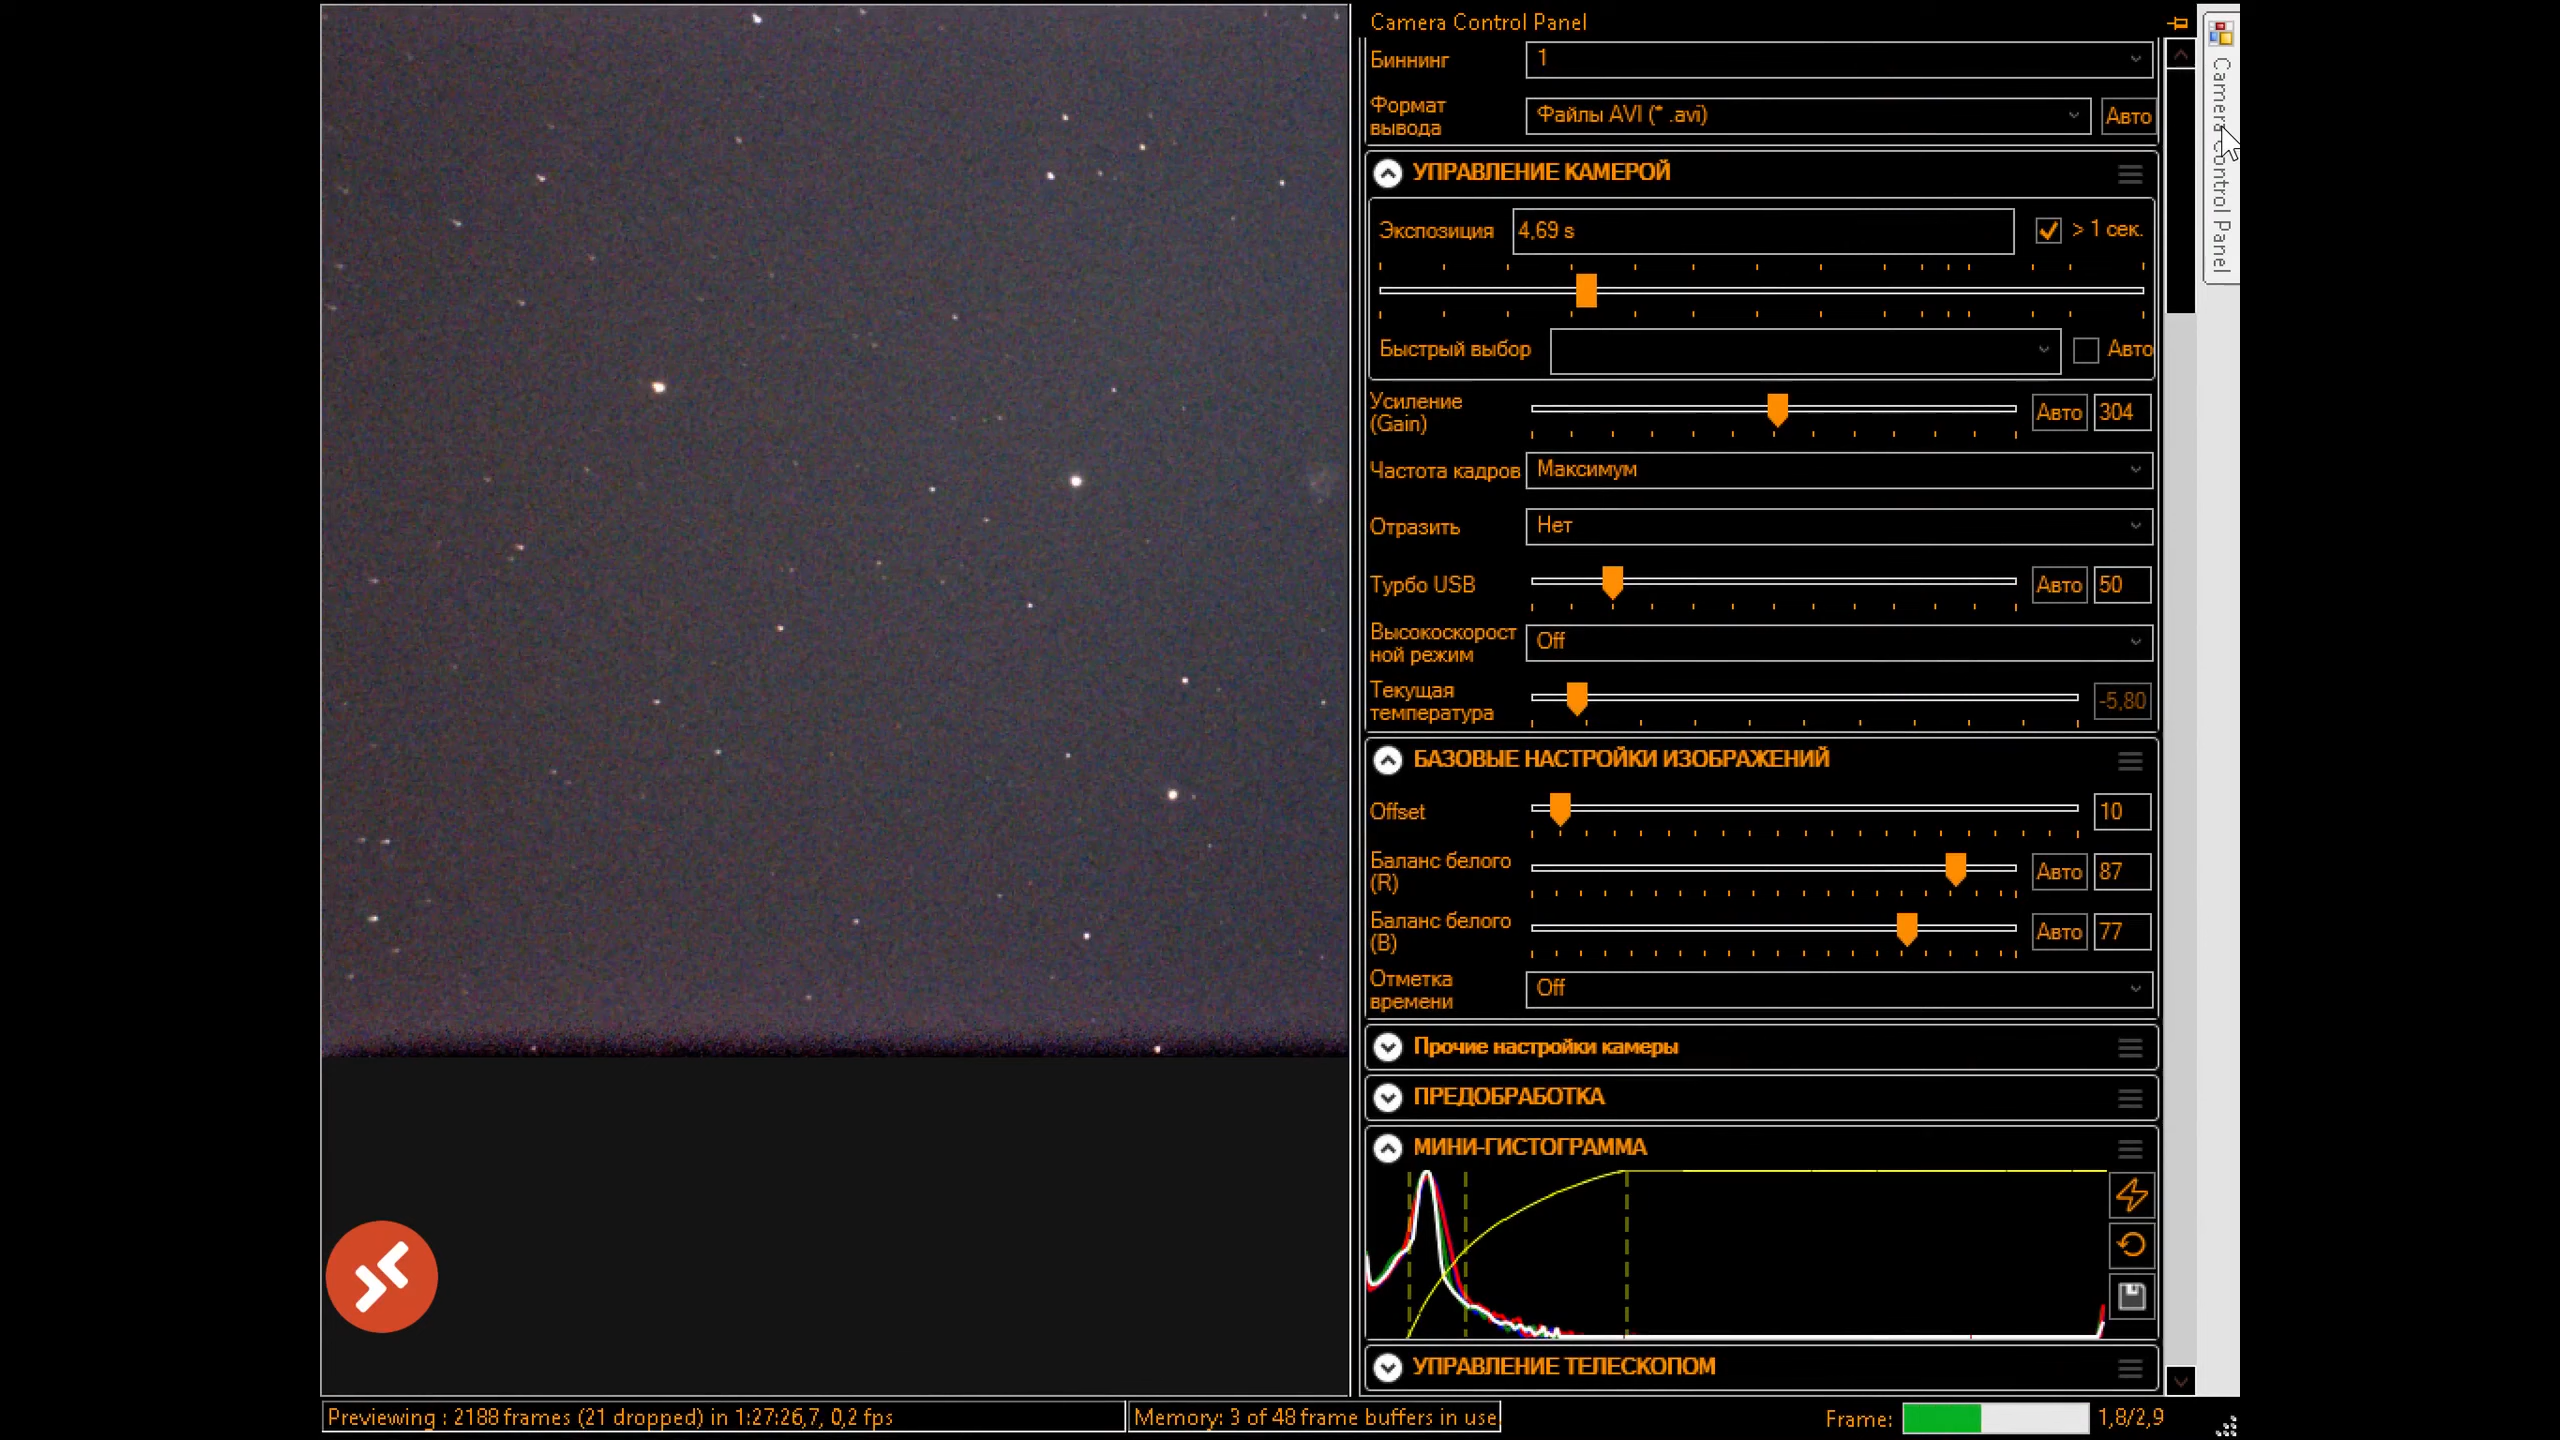 Camera Control Panel
Биннинг
1
Формат
вывода
Файлы AVI (* .avi)
Авто
Camera Control Panel
УПРАВЛЕНИЕ КАМЕРОЙ
Экспозиция
4,69 s
> 1 сек.
Быстрый выбор
Авто
Усиление
(Gain)
Авто
304
Частота кадров
Максимум
Отразить
Нет
Турбо USB
Авто
50
Высокоскорост
ной режим
Off
Текущая
температура
-5,80
БАЗОВЫЕ НАСТРОЙКИ ИЗОБРАЖЕНИЙ
Offset
10
Баланс белого
(R)
Авто
87
Баланс белого
(B)
Авто
77
Отметка
времени
Off
Прочие настройки камеры
ПРЕДОБРАБОТКА
МИНИ-ГИСТОГРАММА
УПРАВЛЕНИЕ ТЕЛЕСКОПОМ
Previewing : 2188 frames (21 dropped) in 1:27:26,7, 0,2 fps
Memory: 3 of 48 frame buffers in use.
Frame:
1,8/2,9